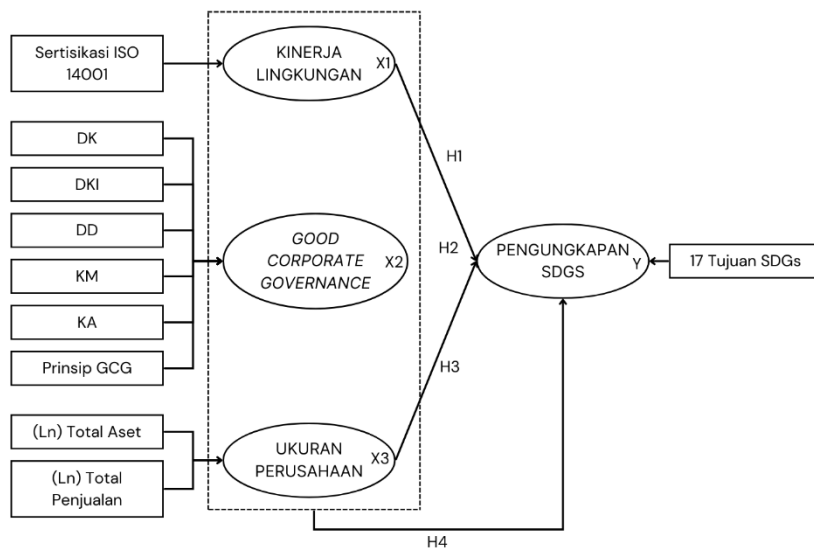 Sertisikasi ISO
14001
DK
DKI
DD
KM
KA
Prinsip GCG
(Ln) Total Aset
(Ln) Total
Penjualan
KINERJA
LINGKUNGAN
X1
GOOD
CORPORATE
GOVERNANCE
X2
UKURAN
PERUSAHAAN
X3
H1
H2
H3
H4
PENGUNGKAPAN
SDGS
Y
17 Tujuan SDGs